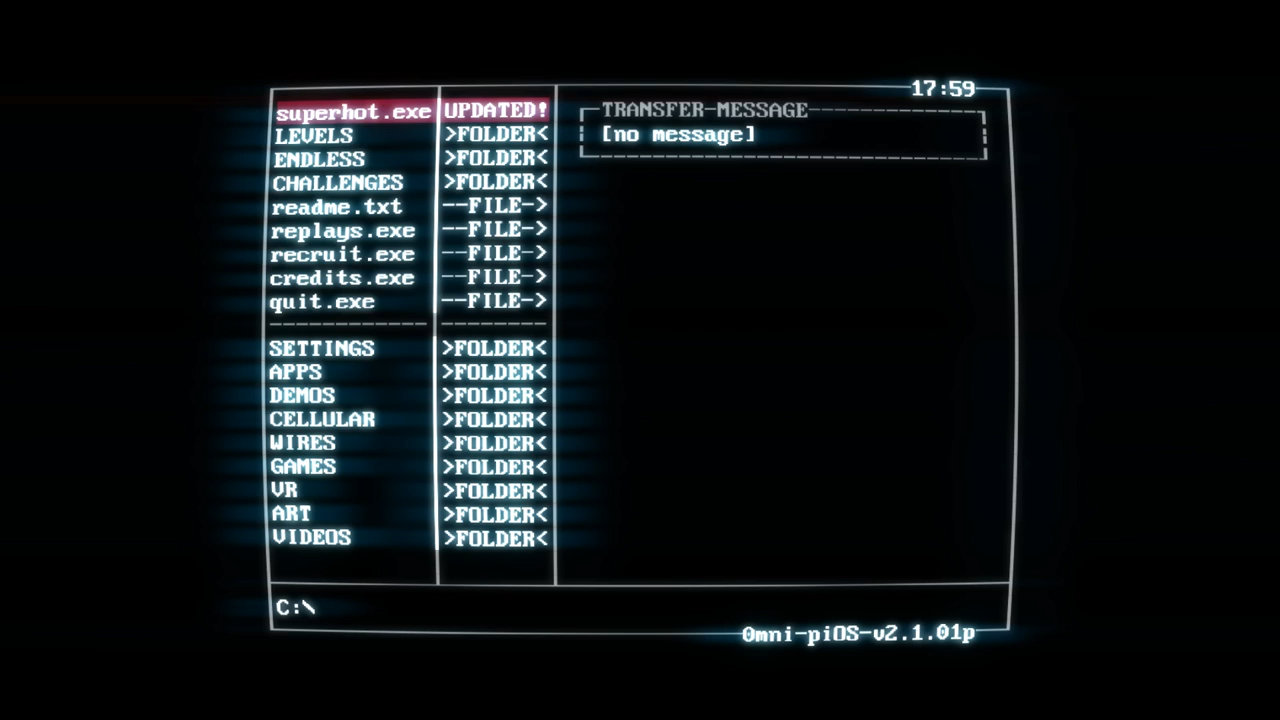 17:59
superhot.exe UPDATED!
LEVELS >FOLDER<
ENDLESS >FOLDER<
CHALLENGES >FOLDER<
readme.txt --FILE->
replays.exe --FILE->
recruit.exe --FILE->
credits.exe --FILE->
quit.exe --FILE->
SETTINGS >FOLDER<
APPS >FOLDER<
DEMOS >FOLDER<
CELLULAR >FOLDER<
WIRES >FOLDER<
GAMES >FOLDER<
VR >FOLDER<
ART >FOLDER<
VIDEOS >FOLDER<
TRANSFER-MESSAGE
[no message]
C:\
0mni-piOS-v2.1.01p